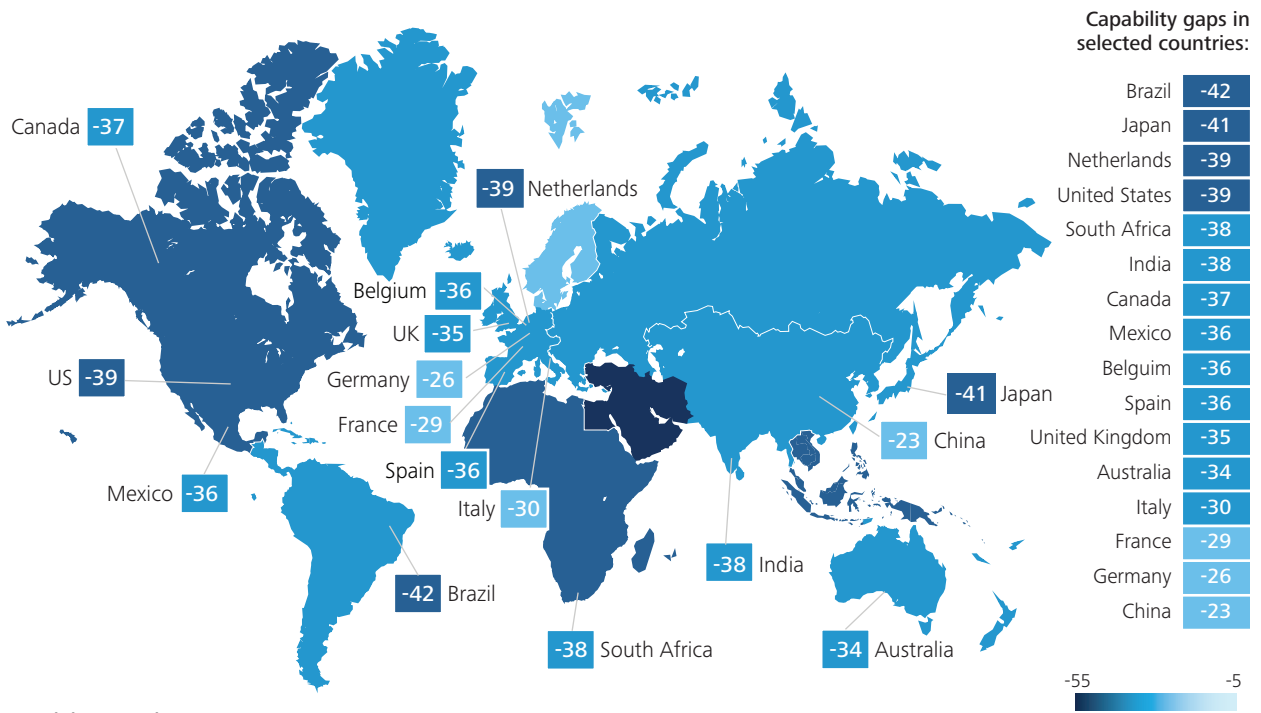 Capability gaps in
selected countries:
Brazil -42
Japan -41
Netherlands -39
United States -39
South Africa -38
India -38
Canada -37
Mexico -36
Belguim -36
Spain -36
United Kingdom -35
Australia -34
Italy -30
France -29
Germany -26
China -23
-55 -5
Canada -37
-39 Netherlands
Belgium -36
UK -35
US -39
Germany -26
-41 Japan
France -29
-23 China
Spain -36
Mexico -36
Italy -30
-38 India
-42 Brazil
-38 South Africa
-34 Australia